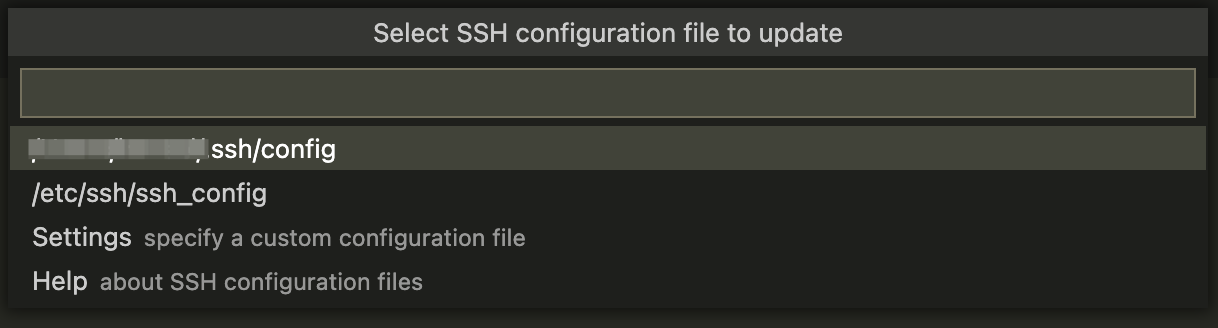 Select SSH configuration file to update
.ssh/config
/etc/ssh/ssh_config
Settings specify a custom configuration file
Help about SSH configuration files